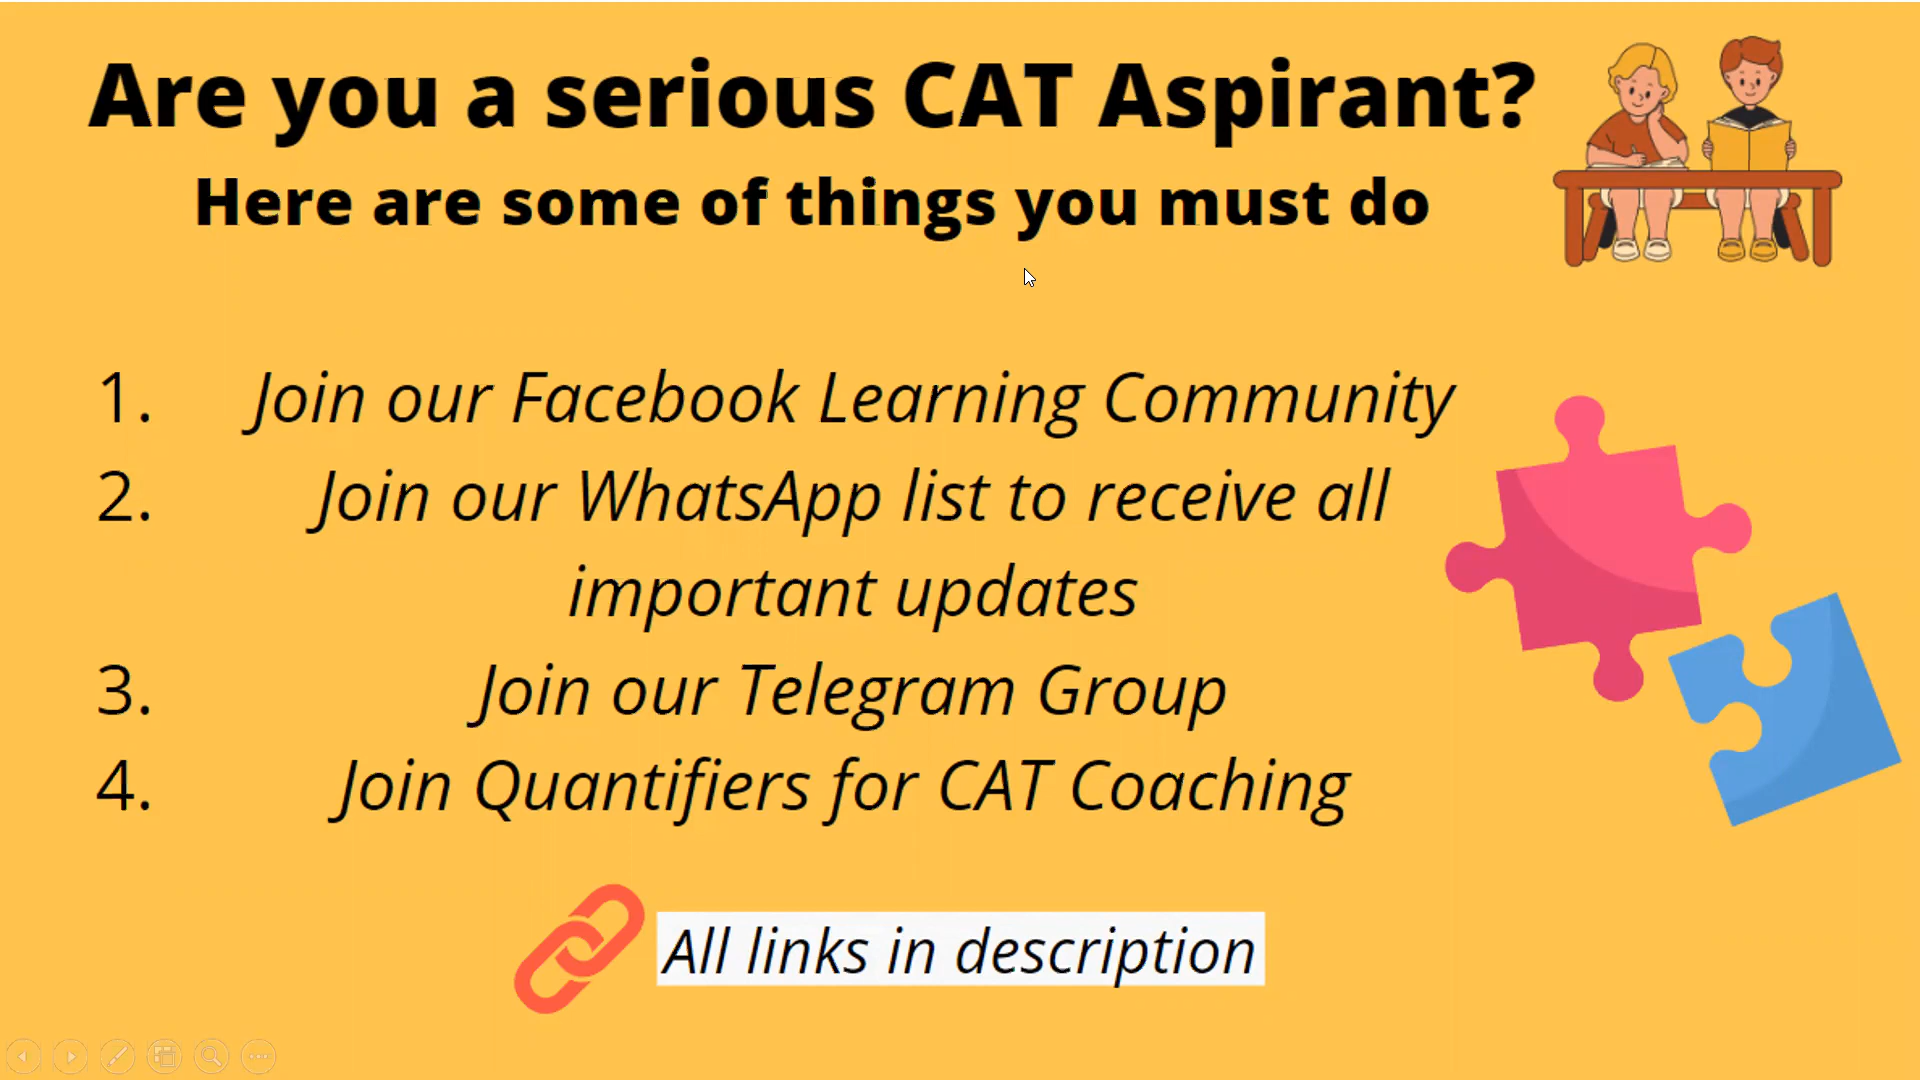 Are you a serious CAT Aspirant?
Here are some of things you must do
1. Join our Facebook Learning Community
2. Join our WhatsApp list to receive all
important updates
3. Join our Telegram Group
4. Join Quantifiers for CAT Coaching
All links in description